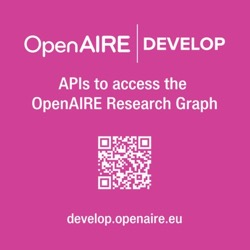 OpenAIRE | DEVELOP
APIs to access the
OpenAIRE Research Graph
develop.openaire.eu